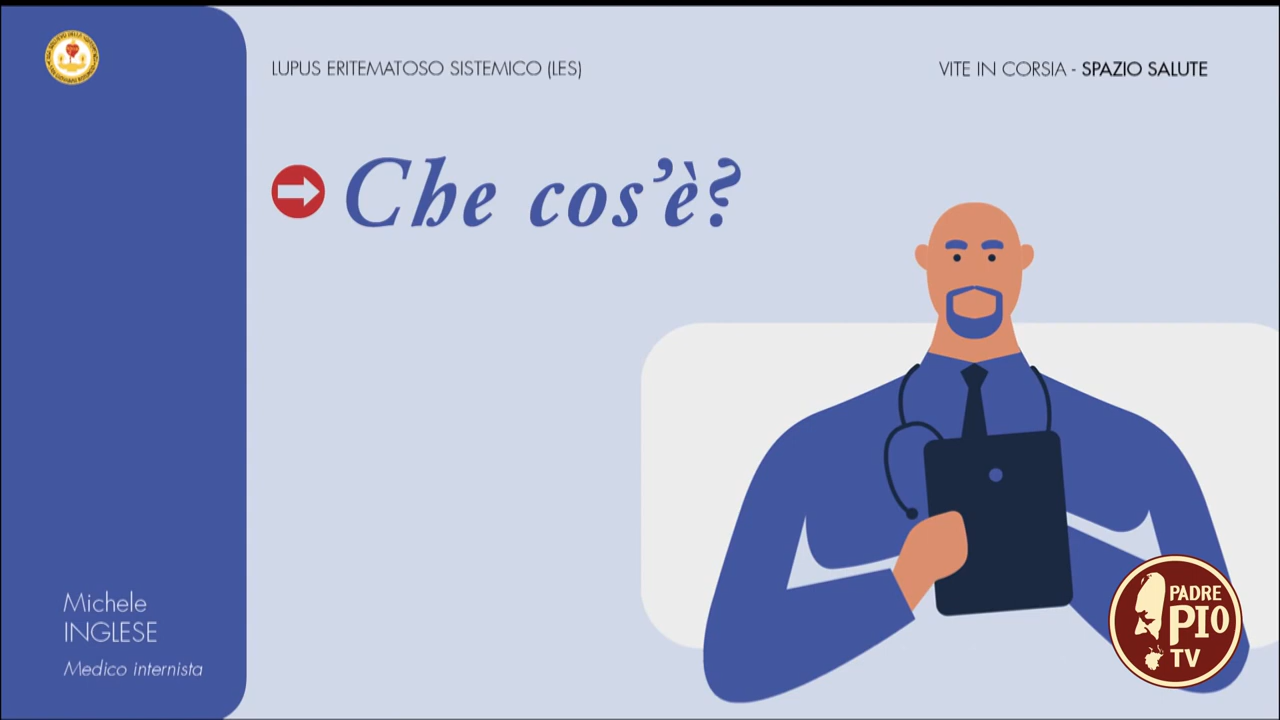 LUPUS ERITEMATOSO SISTEMICO (LES)
VITE IN CORSIA - SPAZIO SALUTE
Che cos’è?
Michele
INGLESE
Medico internista
PADRE
PIO
TV